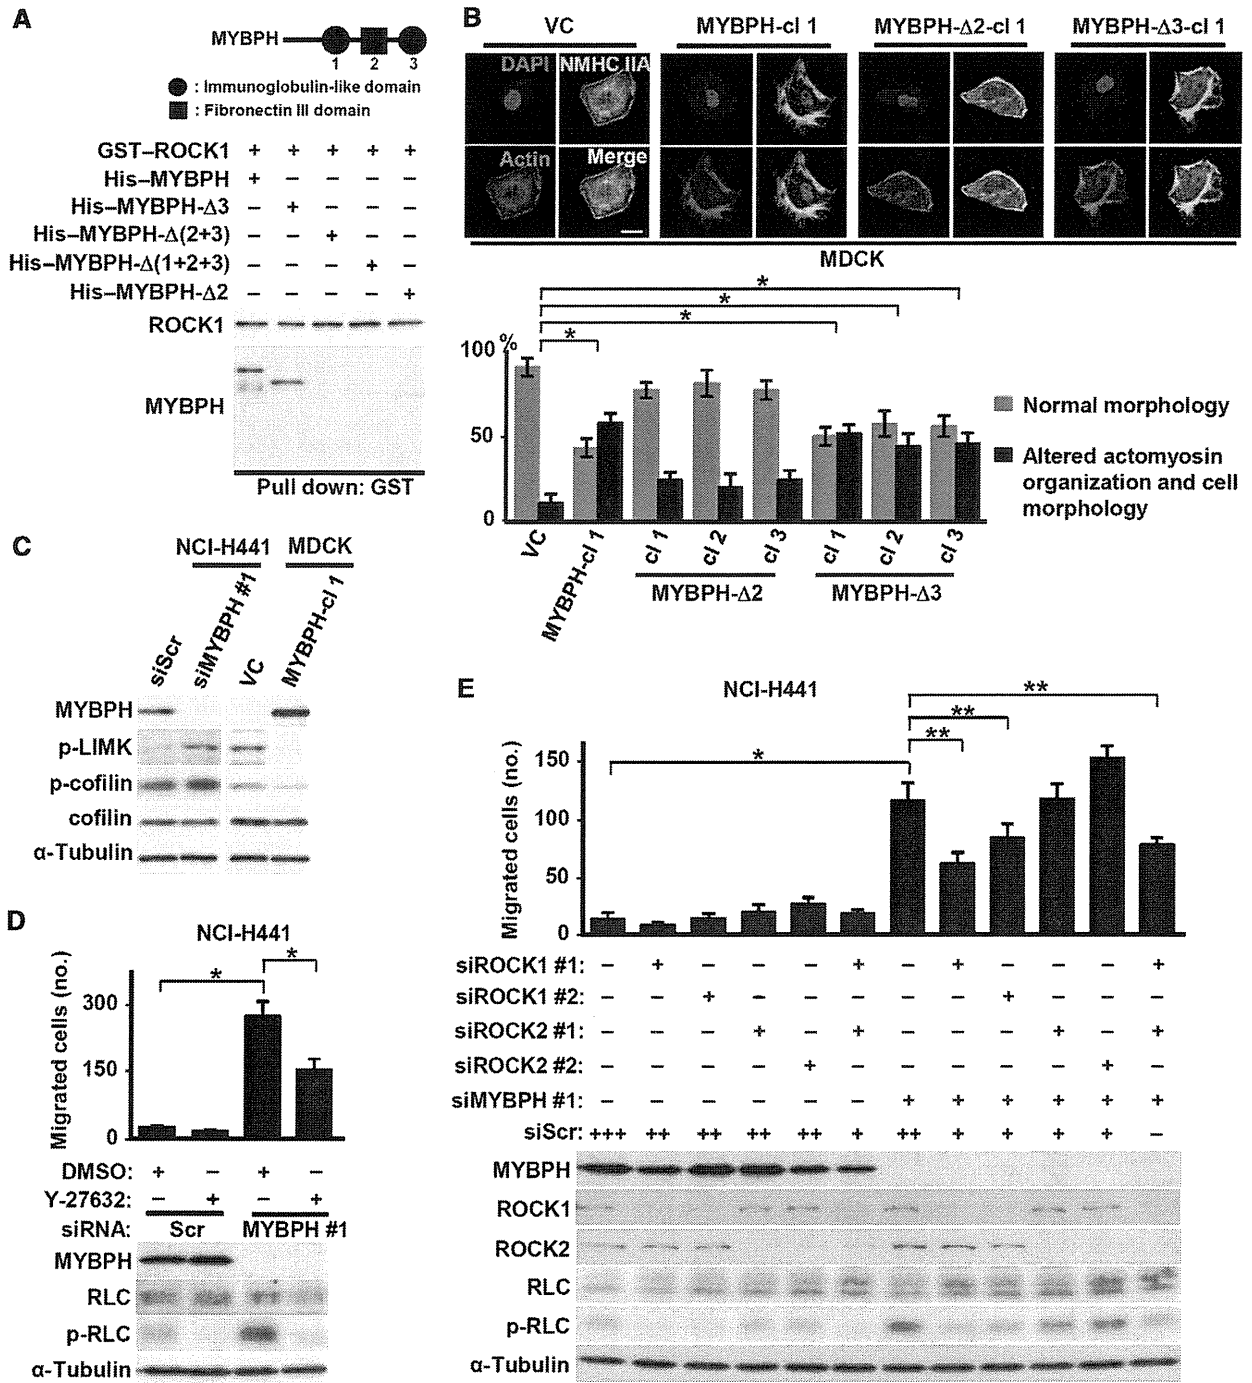 A
MYBPH
1 2 3
: Immunoglobulin-like domain
: Fibronectin III domain
GST–ROCK1 + + + + +
His–MYBPH + – – – –
His–MYBPH-Δ3 – + – – –
His–MYBPH-Δ(2+3) – – + – –
His–MYBPH-Δ(1+2+3) – – – + –
His–MYBPH-Δ2 – – – – +
ROCK1
MYBPH
Pull down: GST
B
VC MYBPH-cl 1 MYBPH-Δ2-cl 1 MYBPH-Δ3-cl 1
DAPI NMHC IIA
Actin Merge
MDCK
*
*
*
*
100 %
50
0
VC MYBPH-cl 1 cl 1 cl 2 cl 3 cl 1 cl 2 cl 3
MYBPH-Δ2 MYBPH-Δ3
Normal morphology
Altered actomyosin
organization and cell
morphology
C
NCI-H441 MDCK
siScr siMYBPH #1 VC MYBPH-cl 1
MYBPH
p-LIMK
p-cofilin
cofilin
α-Tubulin
D
NCI-H441
* *
Migrated cells (no.)
300
150
0
DMSO: + – + –
Y-27632: – + – +
siRNA: Scr MYBPH #1
MYBPH
RLC
p-RLC
α-Tubulin
E
NCI-H441
**
**
**
*
Migrated cells (no.)
150
100
50
0
siROCK1 #1: – + – – – + – + – – – +
siROCK1 #2: – – + – – – – – + – – –
siROCK2 #1: – – – + – + – – – + – +
siROCK2 #2: – – – – + – – – – – + –
siMYBPH #1: – – – – – – + + + + + +
siScr: +++ ++ ++ ++ ++ + ++ + + + + –
MYBPH
ROCK1
ROCK2
RLC
p-RLC
α-Tubulin